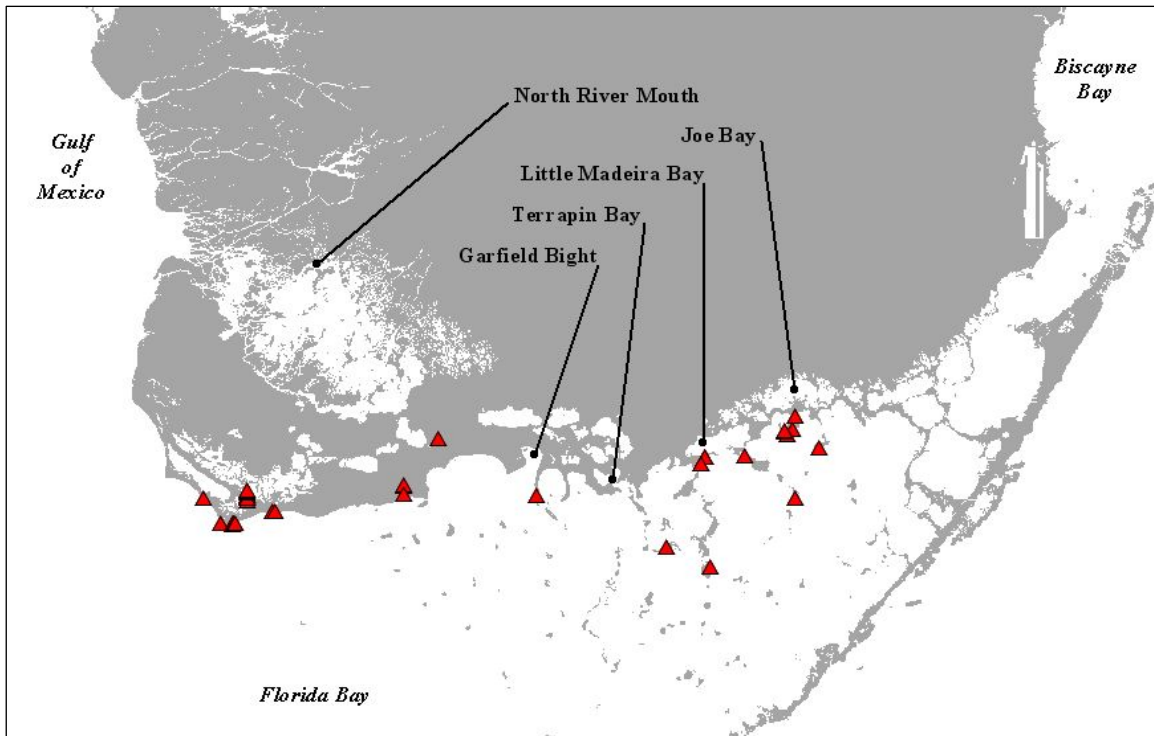 North River Mouth
Biscayne
Bay
Gulf
of
Mexico
Joe Bay
Little Madeira Bay
Terrapin Bay
Garfield Bight
Florida Bay